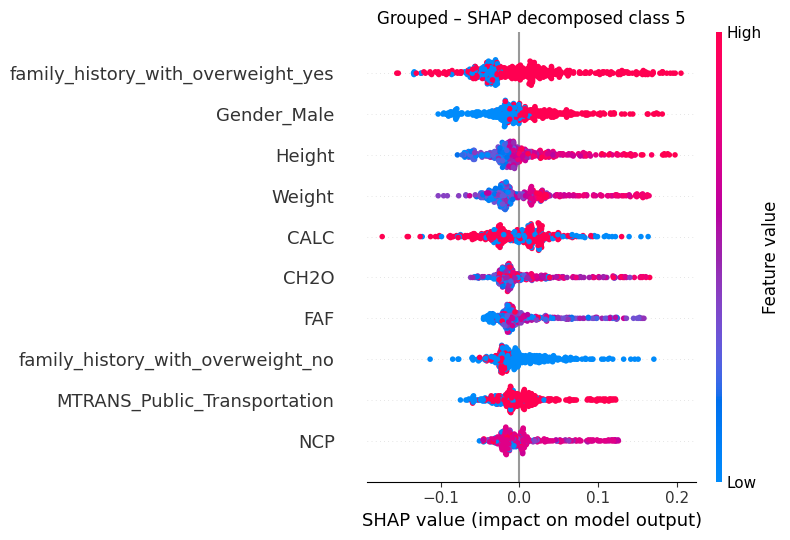 Grouped – SHAP decomposed class 5
High
family_history_with_overweight_yes
Gender_Male
Height
Weight
CALC
CH2O
FAF
family_history_with_overweight_no
MTRANS_Public_Transportation
NCP
Feature value
Low
−0.1 0.0 0.1 0.2
SHAP value (impact on model output)